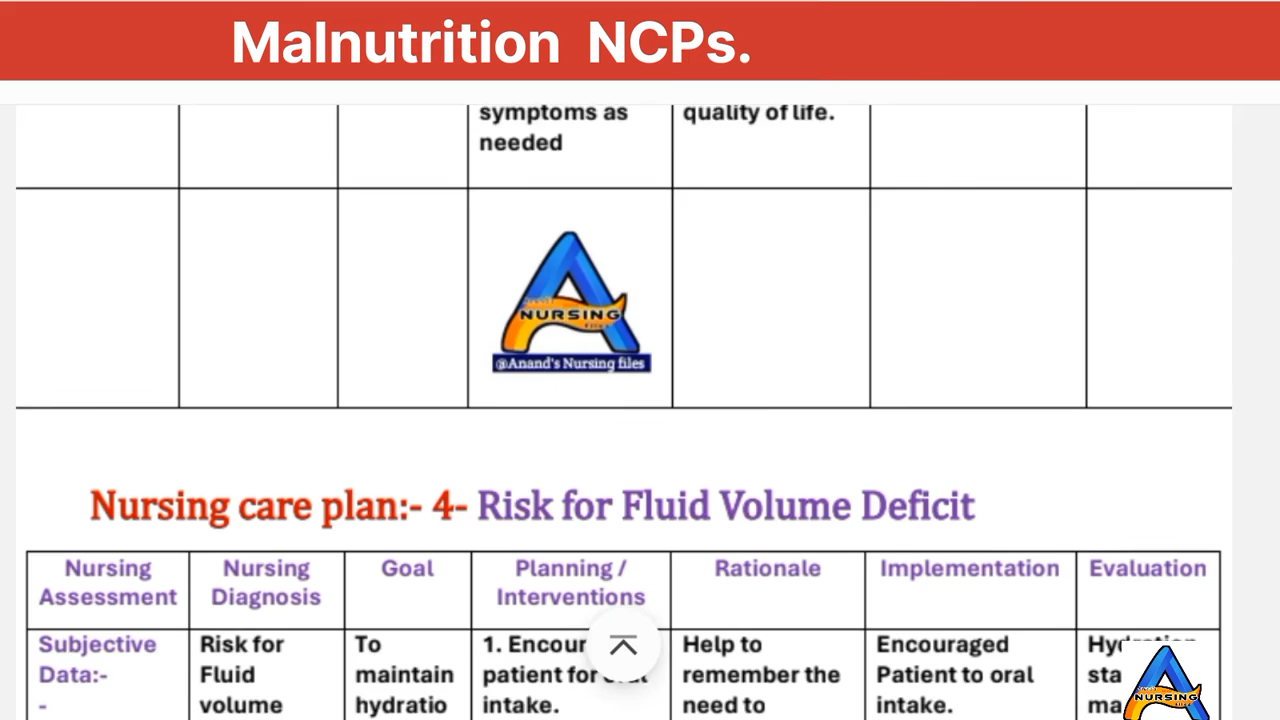 Malnutrition NCPs.
symptoms as
needed
quality of life.
NURSING
files
@Anand's Nursing files
Nursing care plan:- 4- Risk for Fluid Volume Deficit
Nursing
Assessment
Nursing
Diagnosis
Goal
Planning /
Interventions
Rationale
Implementation
Evaluation
Subjective
Data:-
-
Risk for
Fluid
volume
To
maintain
hydratio
1. Encour
patient for
intake.
Help to
remember the
need to
Encouraged
Patient to oral
intake.
sta
ma
NURSING